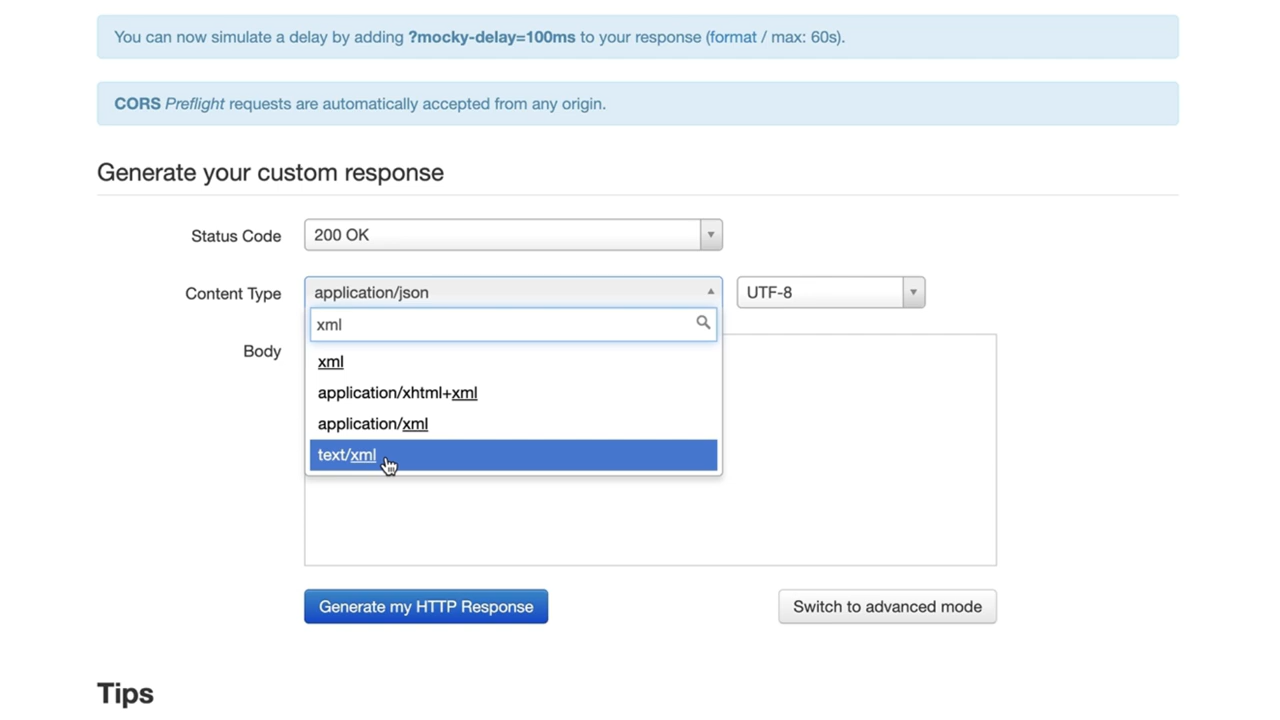 You can now simulate a delay by adding ?mocky-delay=100ms to your response (format / max: 60s).
CORS Preflight requests are automatically accepted from any origin.
Generate your custom response
Status Code 200 OK
Content Type application/json UTF-8
xml
Body
xml
application/xhtml+xml
application/xml
text/xml
Generate my HTTP Response Switch to advanced mode
Tips